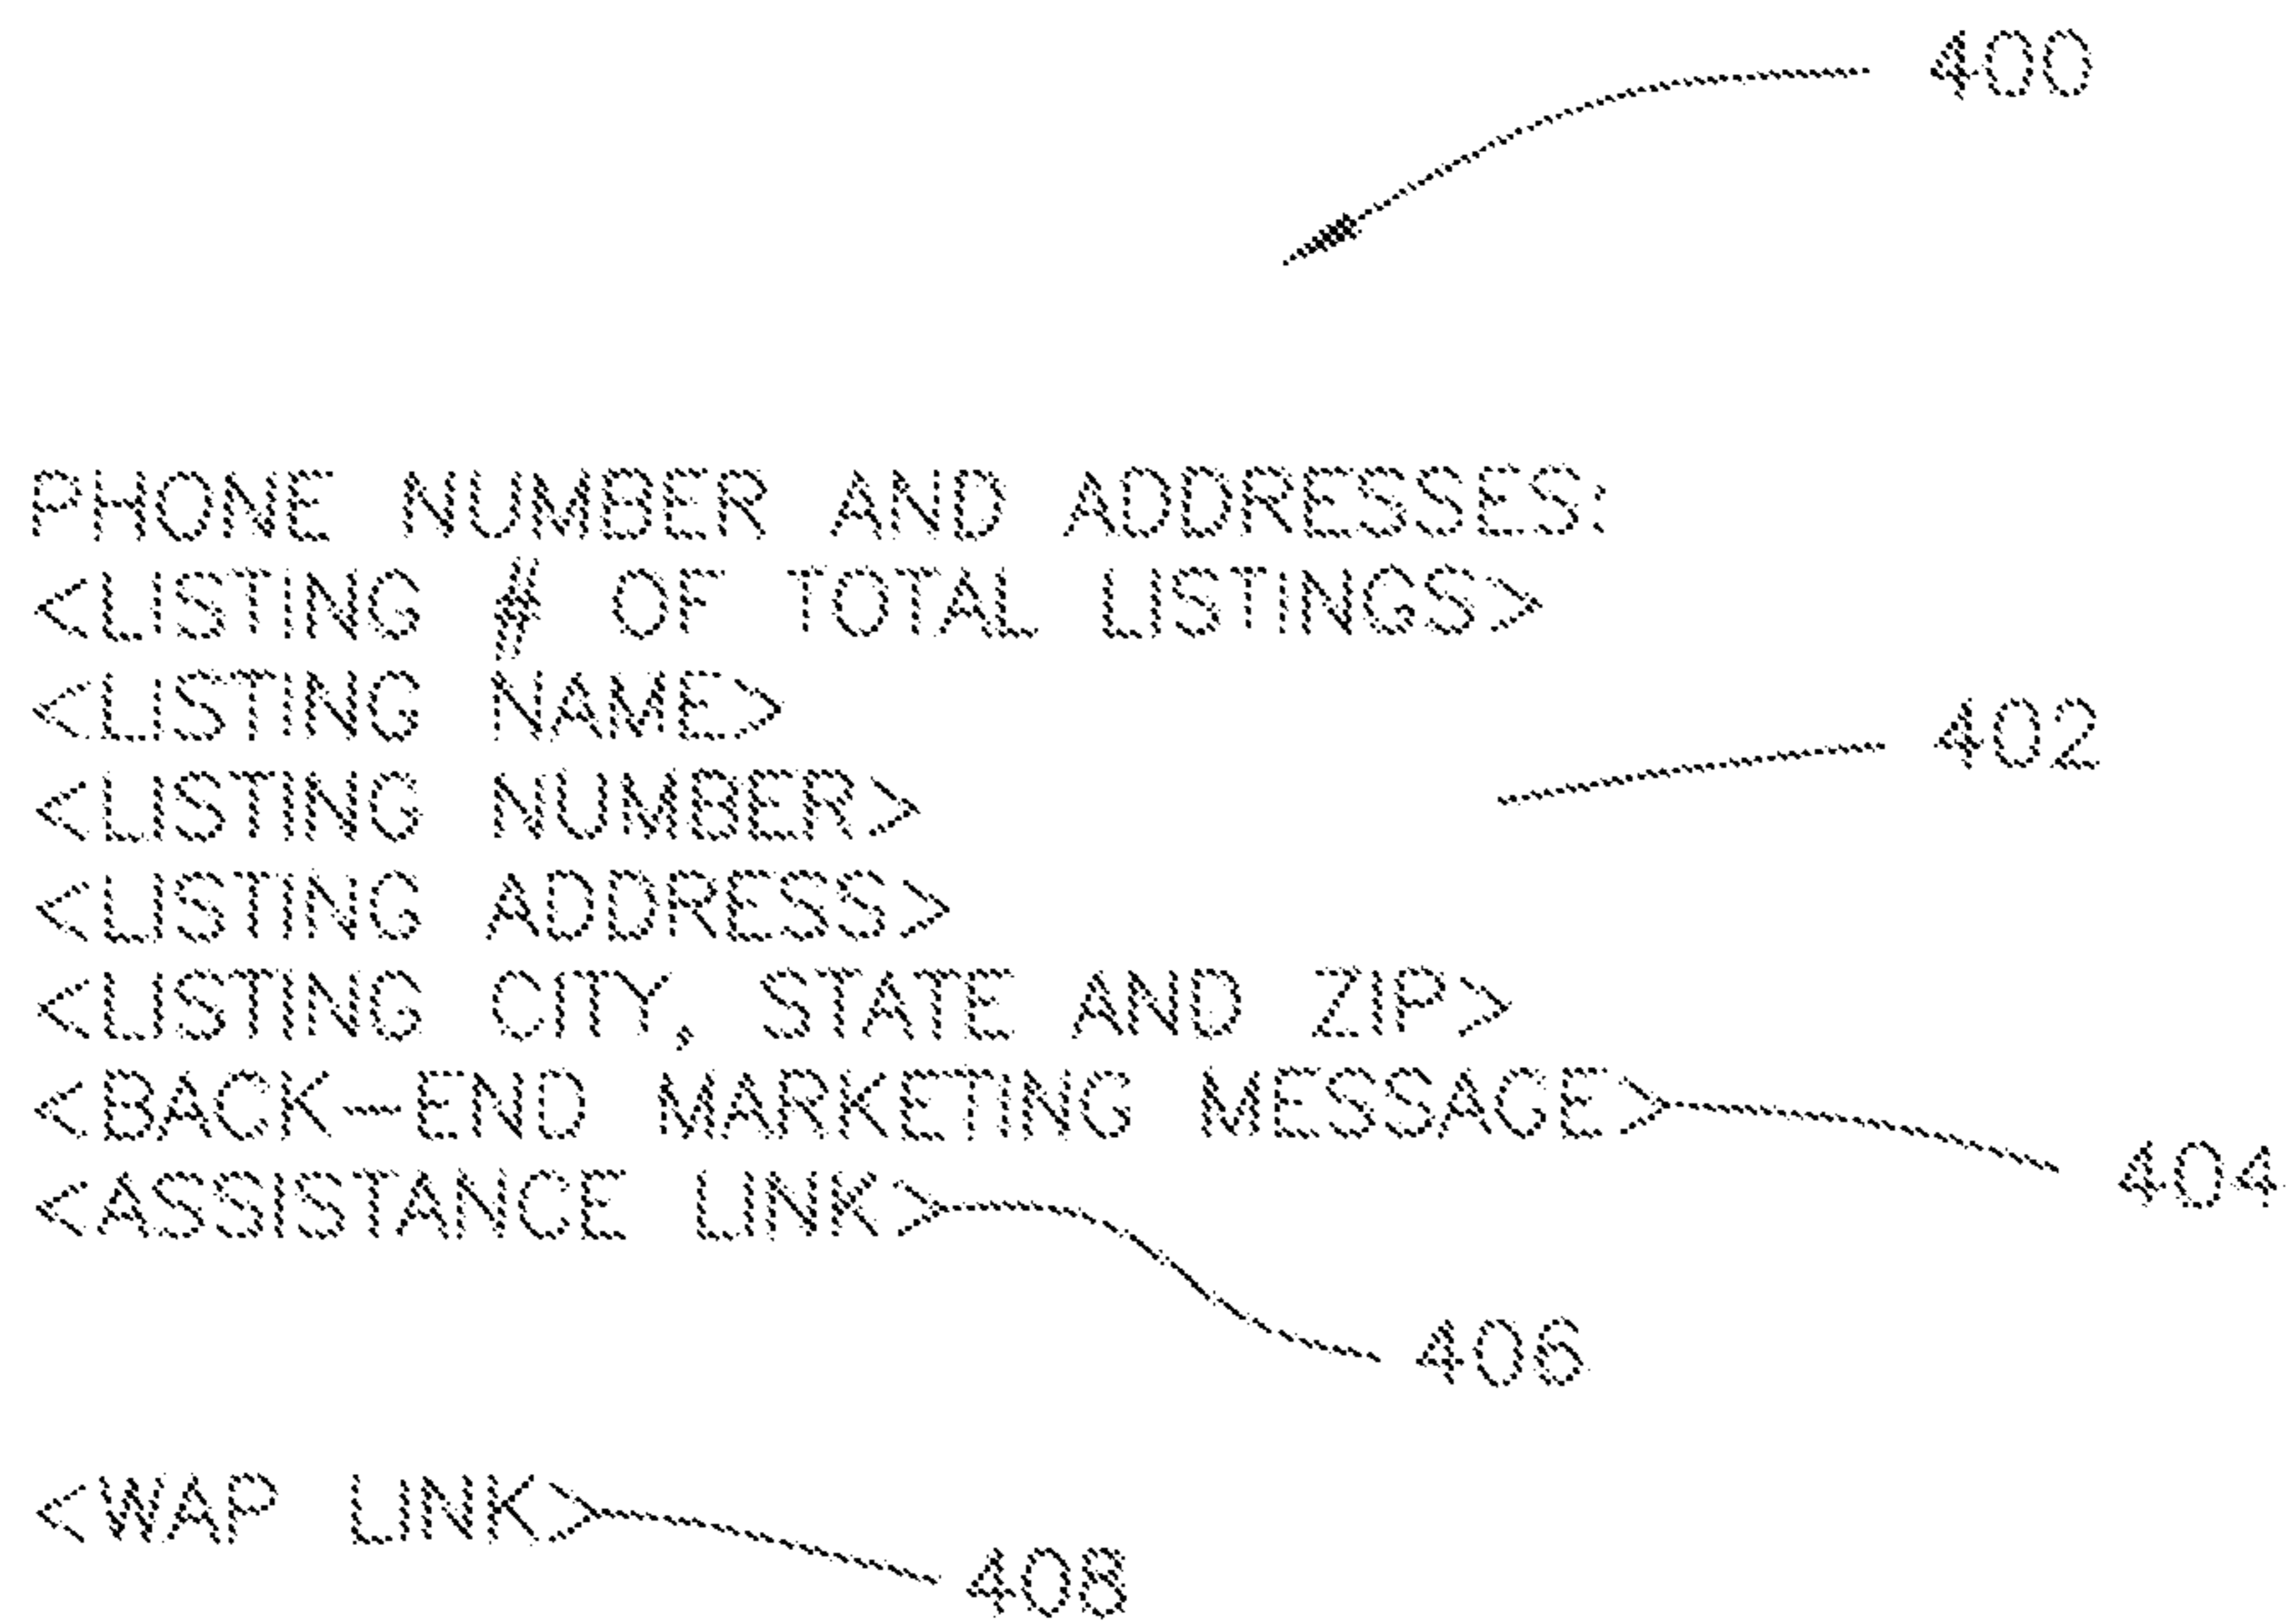 400
PHONE NUMBER AND ADDRESSES:
<LISTING # OF TOTAL LISTINGS>
<LISTING NAME>
402
<LISTING NUMBER>
<LISTING ADDRESS>
<LISTING CITY, STATE AND ZIP>
<BACK-END MARKETING MESSAGE>
404
<ASSISTANCE LINK>
406
<WAP LINK>
408